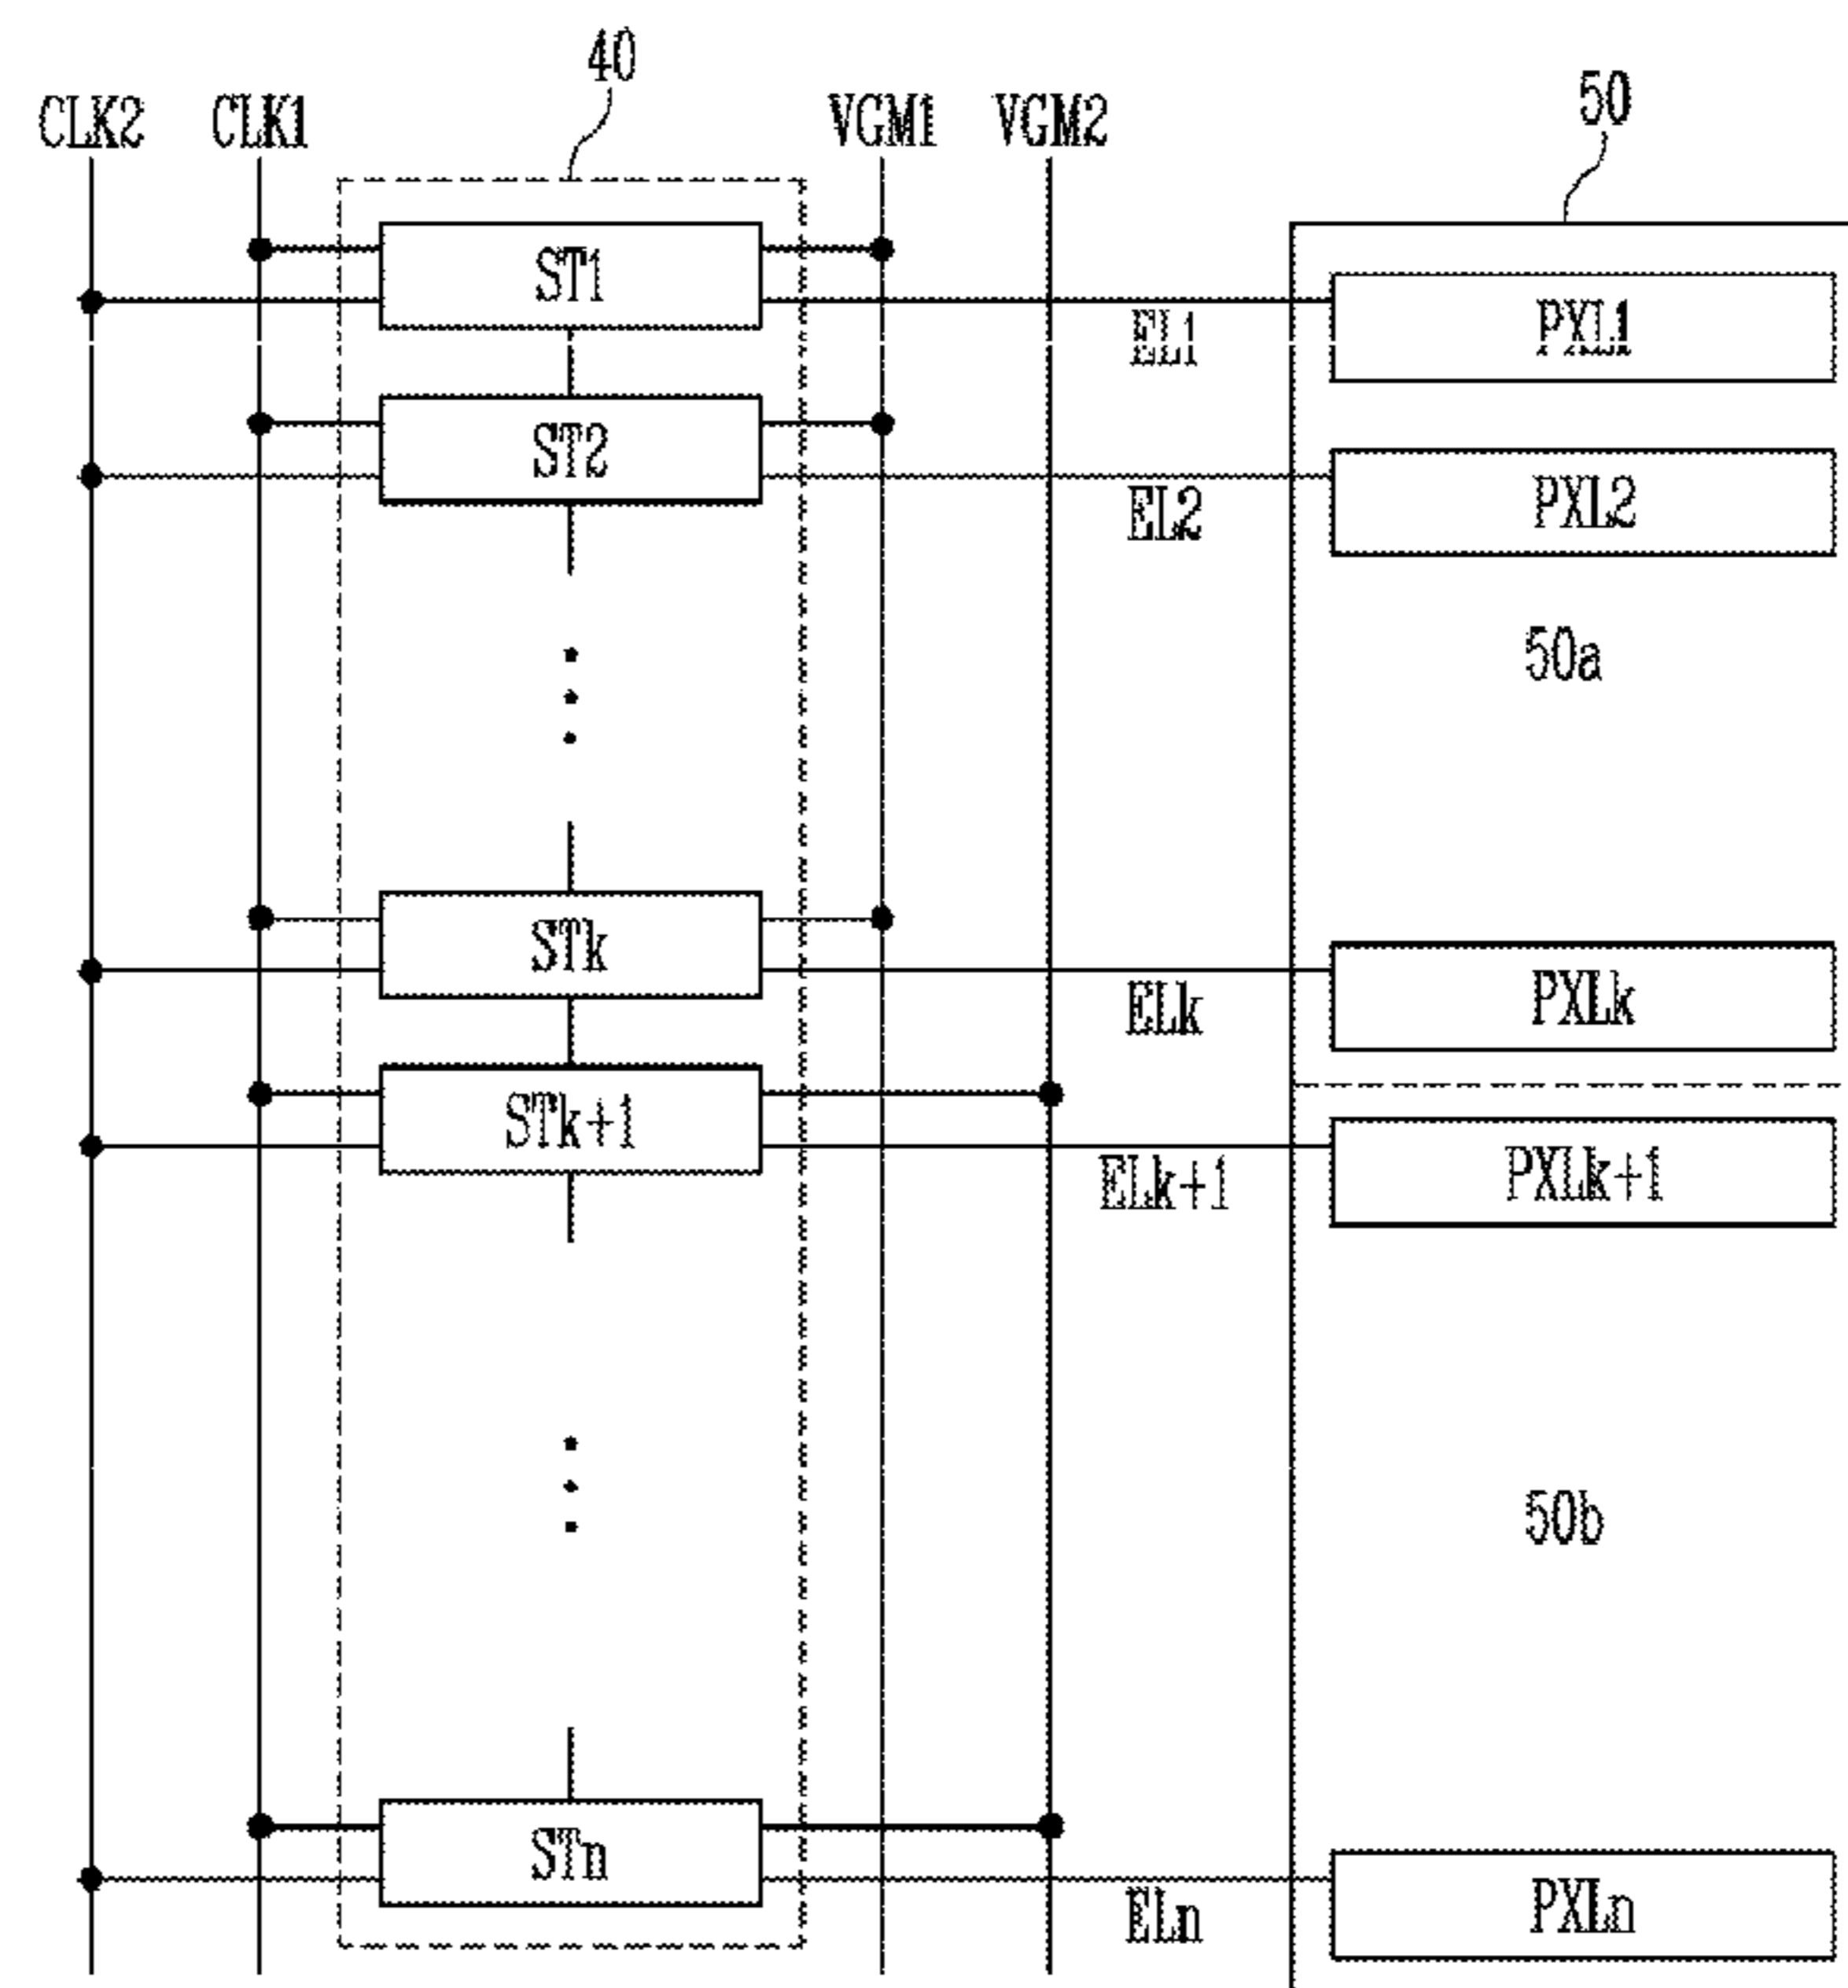 40
50
CLK2 CLK1 VGM1 VGM2
ST1
EL1
PXL1
ST2
EL2
PXL2
50a
STk
ELk
PXLk
STk+1
ELk+1
PXLk+1
50b
STn
ELn
PXLn